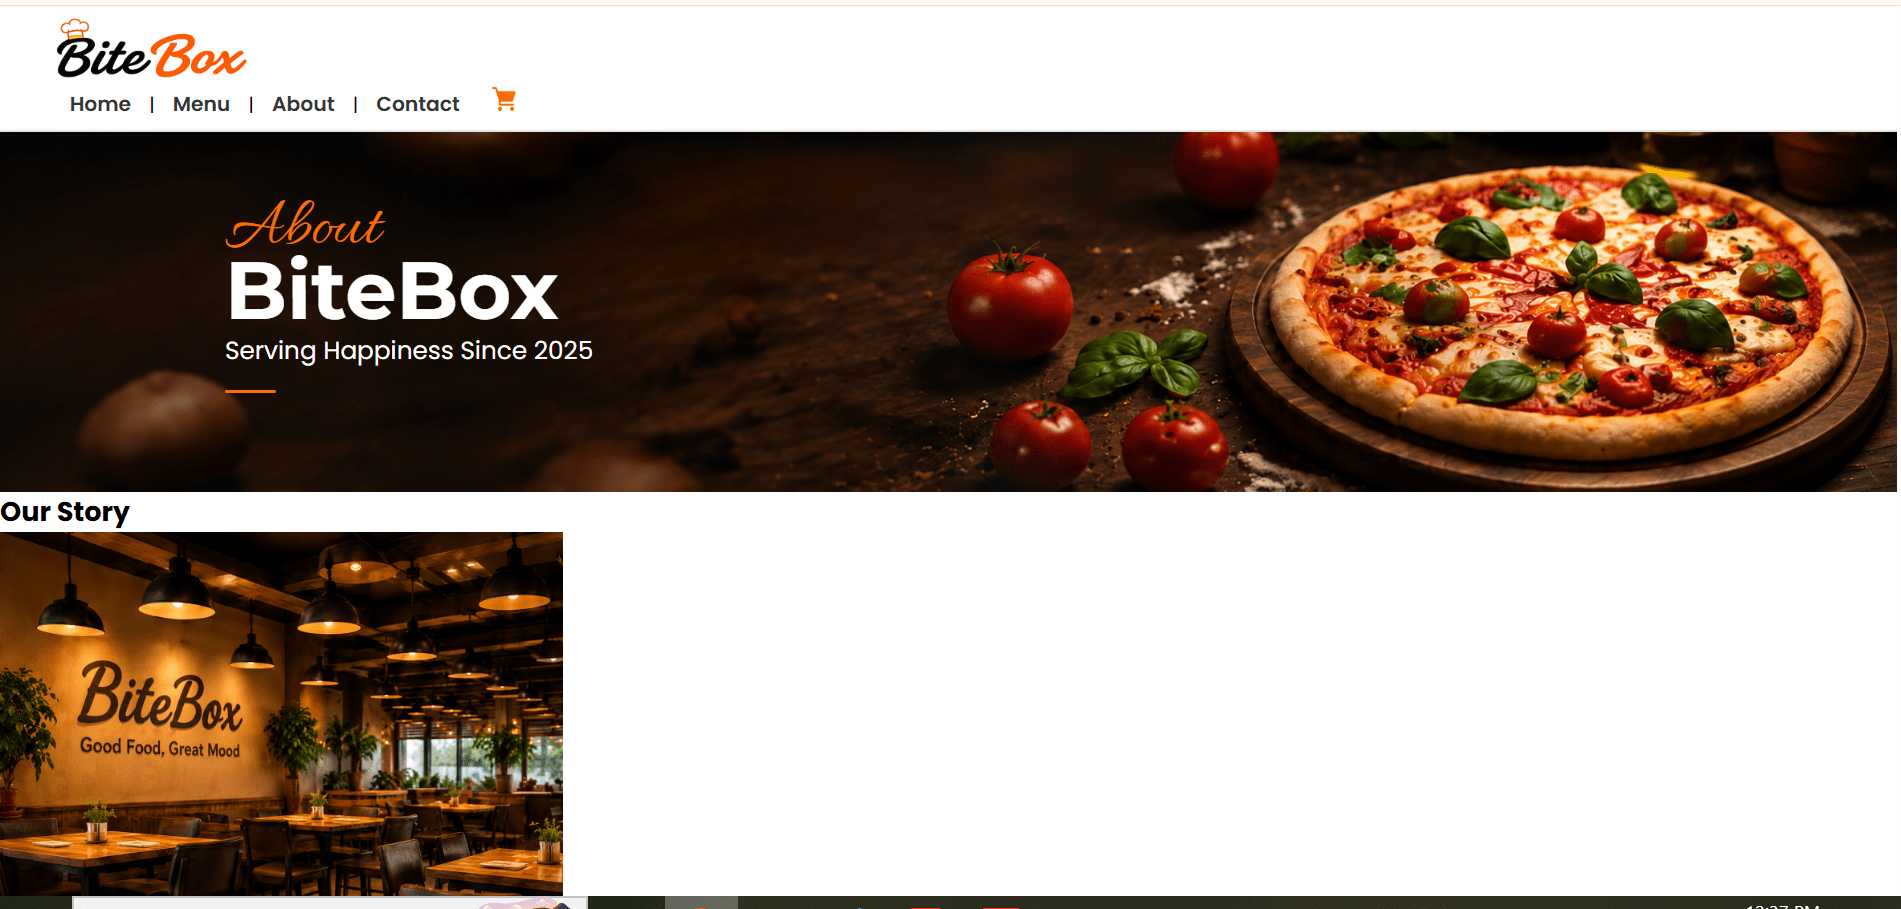 BiteBox
Home | Menu | About | Contact
About
BiteBox
Serving Happiness Since 2025
Our Story
BiteBox
Good Food, Great Mood